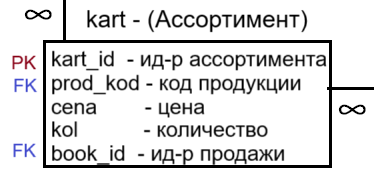 ∞ kart - (Ассортимент)
PK kart_id - ид-р ассортимента
FK prod_kod - код продукции
cena - цена ∞
kol - количество
FK book_id - ид-р продажи